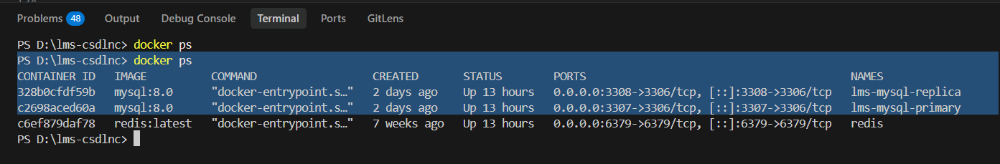 Problems 48 Output Debug Console Terminal Ports GitLens
PS D:\lms-csdlnc> docker ps
PS D:\lms-csdlnc> docker ps
CONTAINER ID IMAGE COMMAND CREATED STATUS PORTS NAMES
328b0cfdf59b mysql:8.0 "docker-entrypoint.s…" 2 days ago Up 13 hours 0.0.0.0:3308->3306/tcp, [::]:3308->3306/tcp lms-mysql-replica
c2698aced60a mysql:8.0 "docker-entrypoint.s…" 2 days ago Up 13 hours 0.0.0.0:3307->3306/tcp, [::]:3307->3306/tcp lms-mysql-primary
c6ef879daf78 redis:latest "docker-entrypoint.s…" 7 weeks ago Up 13 hours 0.0.0.0:6379->6379/tcp, [::]:6379->6379/tcp redis
PS D:\lms-csdlnc>